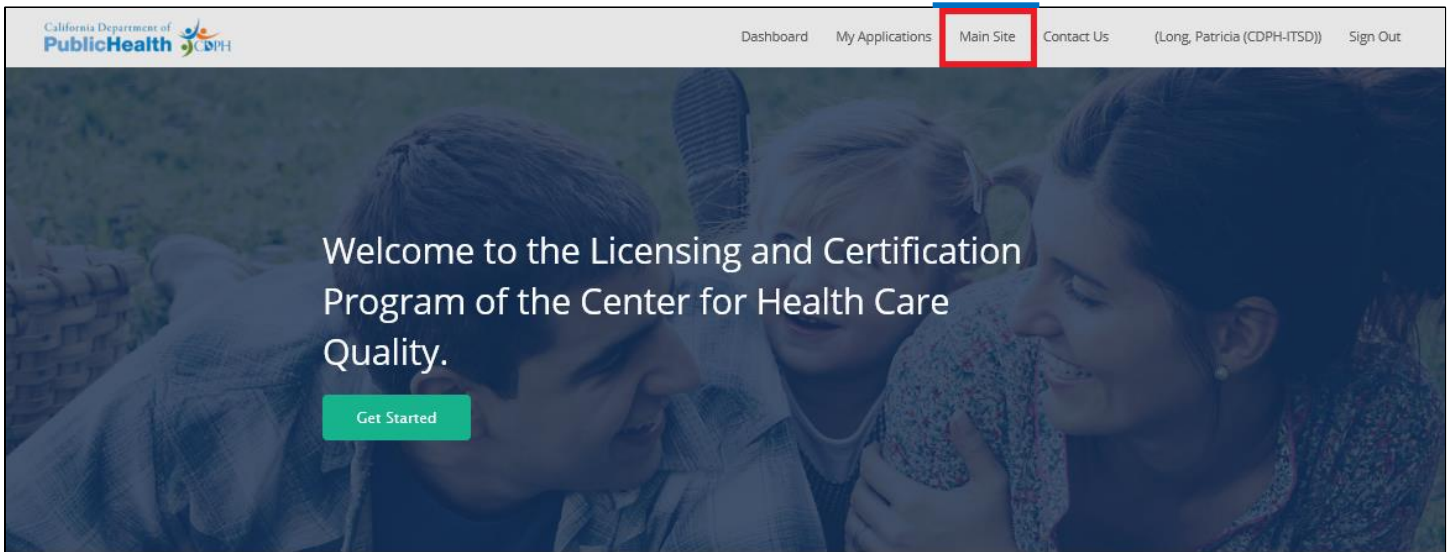 California Department of
PublicHealth CDPH
Dashboard My Applications Main Site Contact Us (Long, Patricia (CDPH-ITSD)) Sign Out
Welcome to the Licensing and Certification
Program of the Center for Health Care
Quality.
Get Started